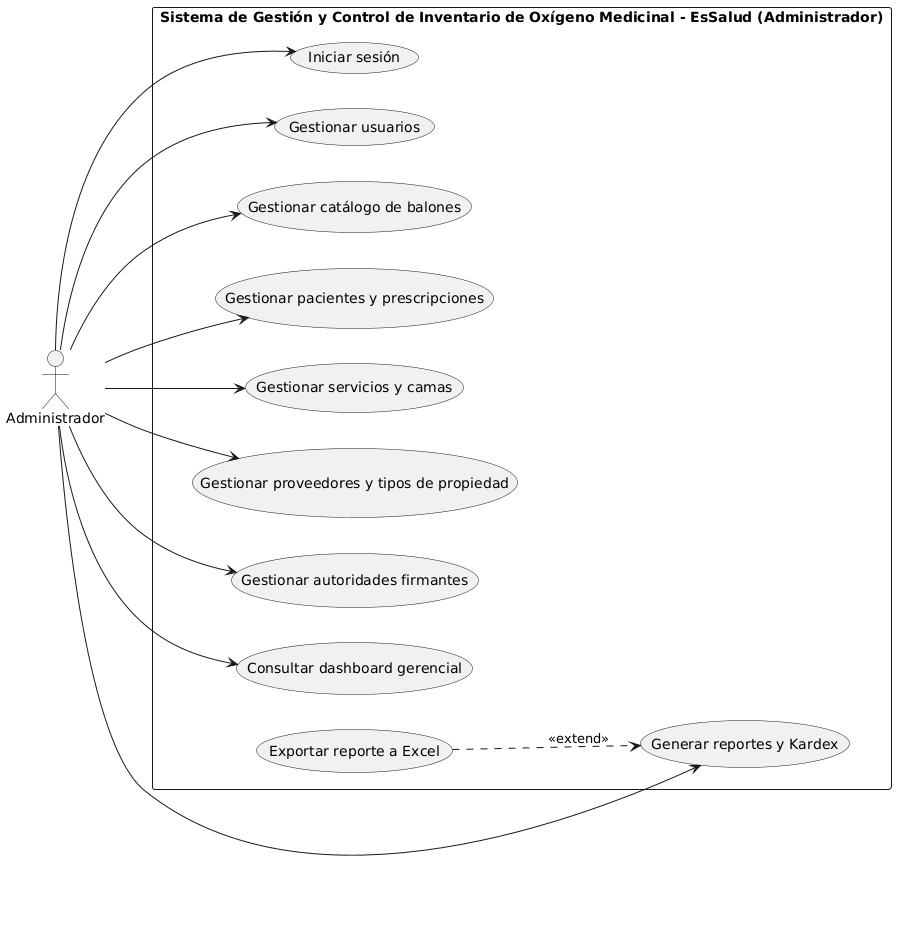 Sistema de Gestión y Control de Inventario de Oxígeno Medicinal - EsSalud (Administrador)
Iniciar sesión
Gestionar usuarios
Gestionar catálogo de balones
Gestionar pacientes y prescripciones
Gestionar servicios y camas
Administrador
Gestionar proveedores y tipos de propiedad
Gestionar autoridades firmantes
Consultar dashboard gerencial
«extend»
Exportar reporte a Excel
Generar reportes y Kardex